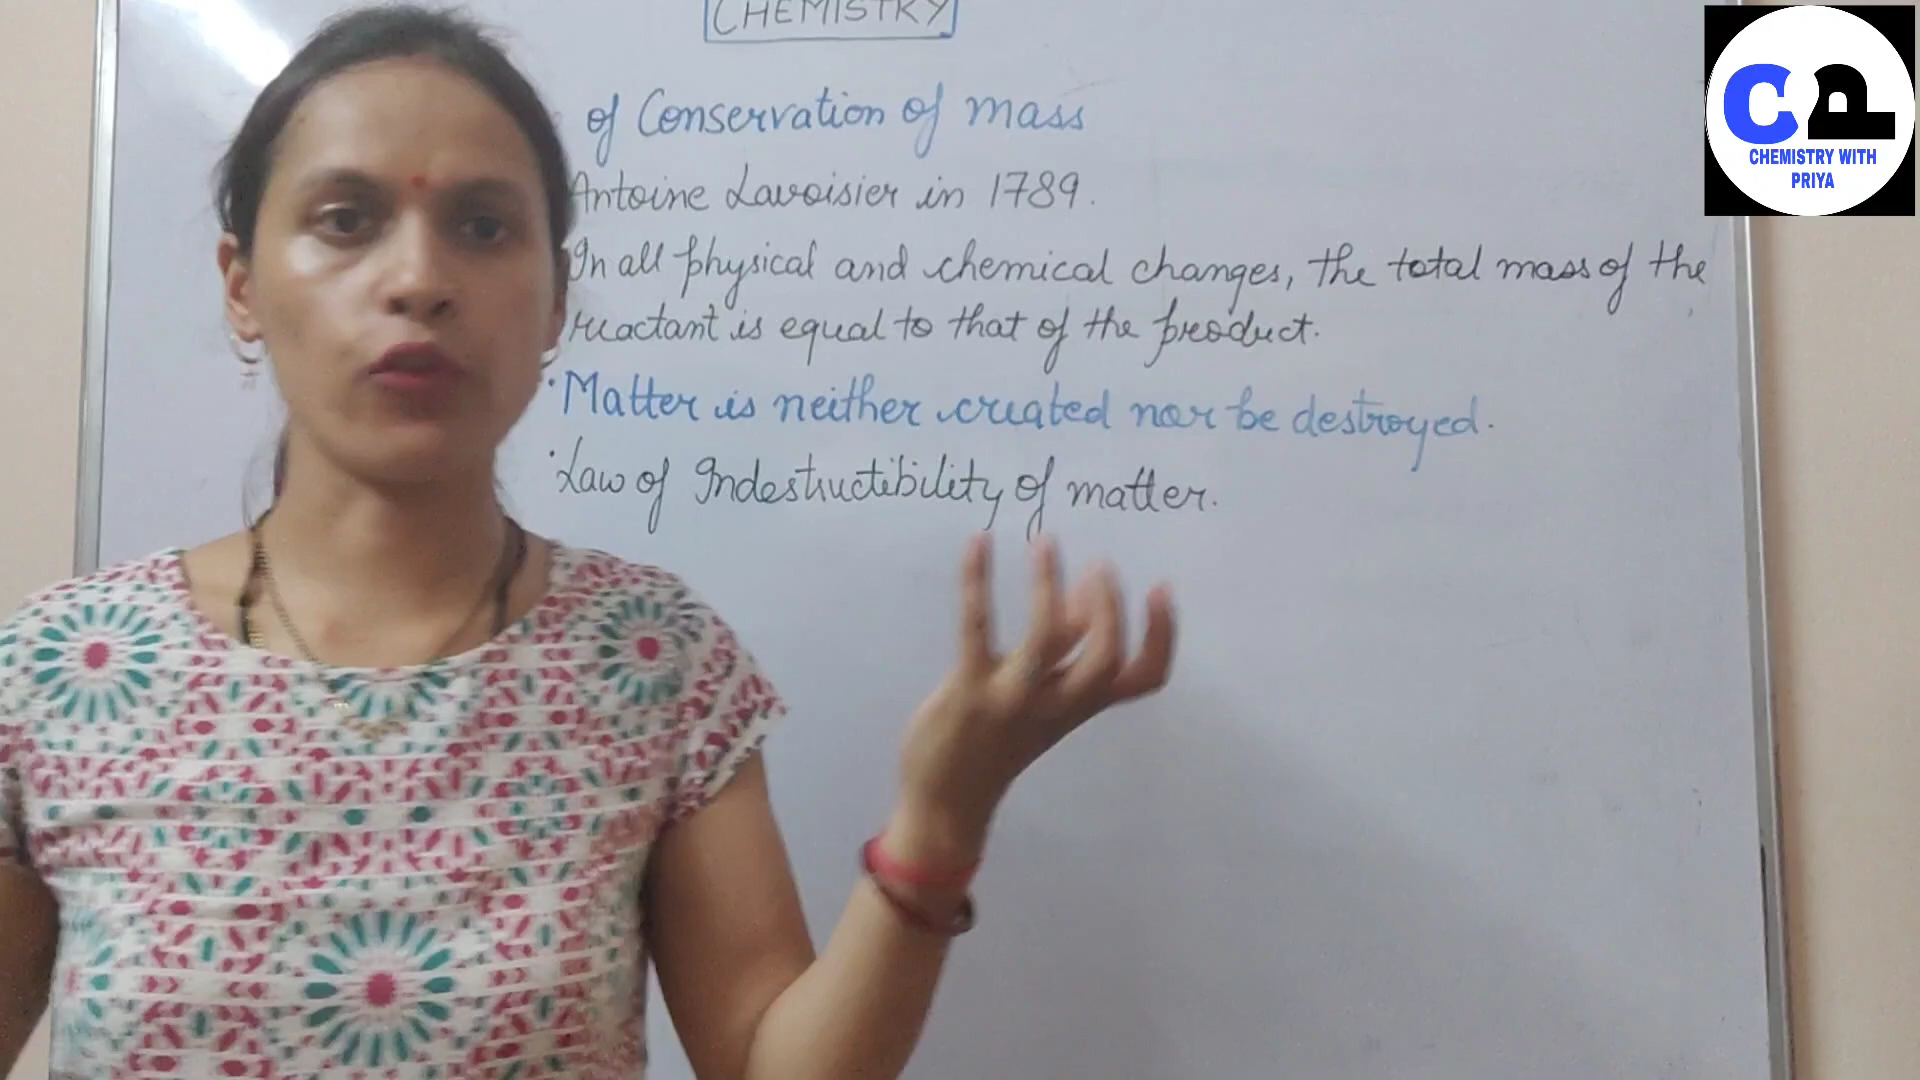 CHEMISTRY
of Conservation of mass
Antoine Lavoisier in 1789.
In all physical and chemical changes, the total mass of the
reactant is equal to that of the product.
· Matter is neither created nor be destroyed.
· Law of Indestructibility of matter.
CP
CHEMISTRY WITH
PRIYA